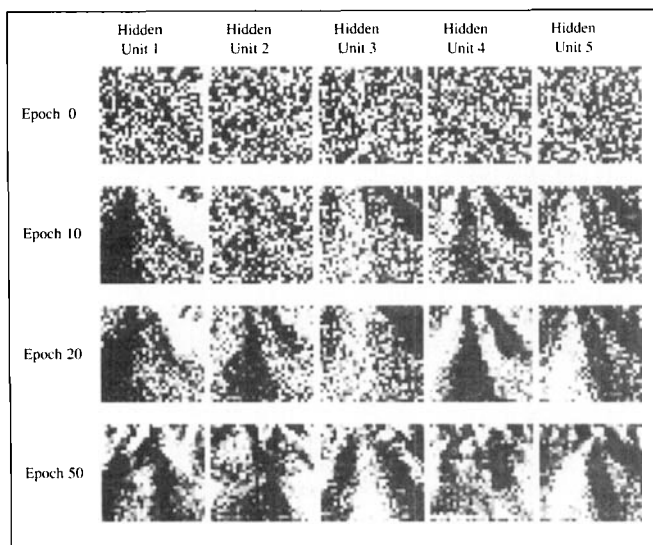 Hidden Hidden Hidden Hidden Hidden
Unit 1 Unit 2 Unit 3 Unit 4 Unit 5
Epoch 0
Epoch 10
Epoch 20
Epoch 50